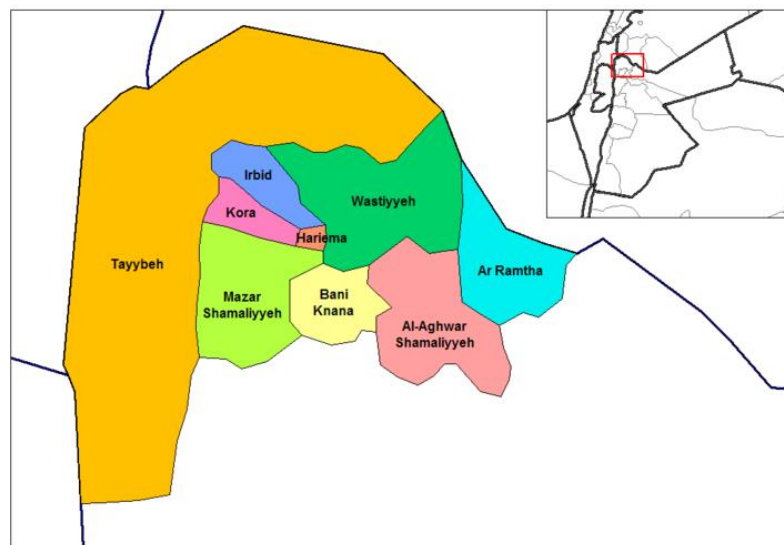 Irbid
Wastiyyeh
Kora
Hariema
Tayybeh
Ar Ramtha
Mazar
Shamaliyyeh
Bani
Knana
Al-Aghwar
Shamaliyyeh